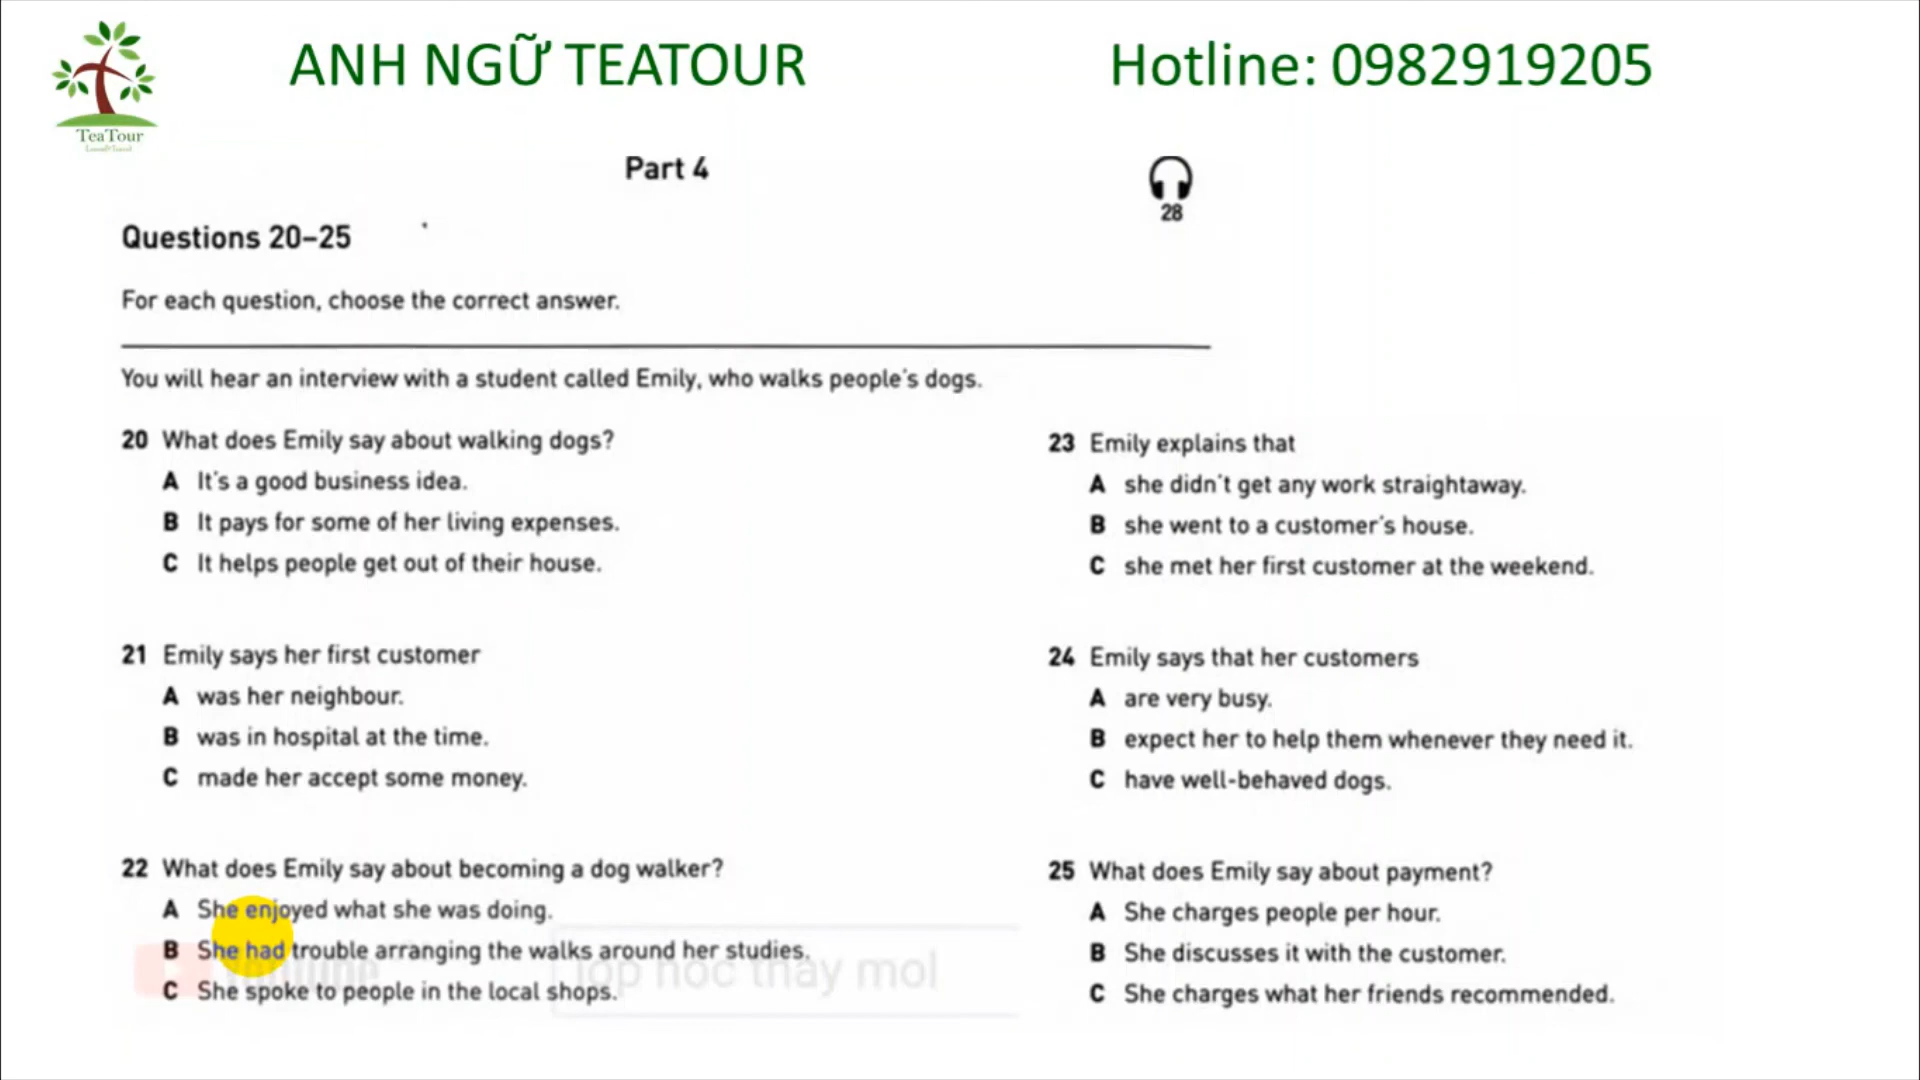 ANH NGỮ TEATOUR
Hotline: 0982919205
TeaTour
Part 4
28
Questions 20–25
For each question, choose the correct answer.
You will hear an interview with a student called Emily, who walks people's dogs.
20 What does Emily say about walking dogs?
A It's a good business idea.
B It pays for some of her living expenses.
C It helps people get out of their house.
21 Emily says her first customer
A was her neighbour.
B was in hospital at the time.
C made her accept some money.
22 What does Emily say about becoming a dog walker?
A She enjoyed what she was doing.
B She had trouble arranging the walks around her studies.
C She spoke to people in the local shops.
23 Emily explains that
A she didn't get any work straightaway.
B she went to a customer's house.
C she met her first customer at the weekend.
24 Emily says that her customers
A are very busy.
B expect her to help them whenever they need it.
C have well-behaved dogs.
25 What does Emily say about payment?
A She charges people per hour.
B She discusses it with the customer.
C She charges what her friends recommended.